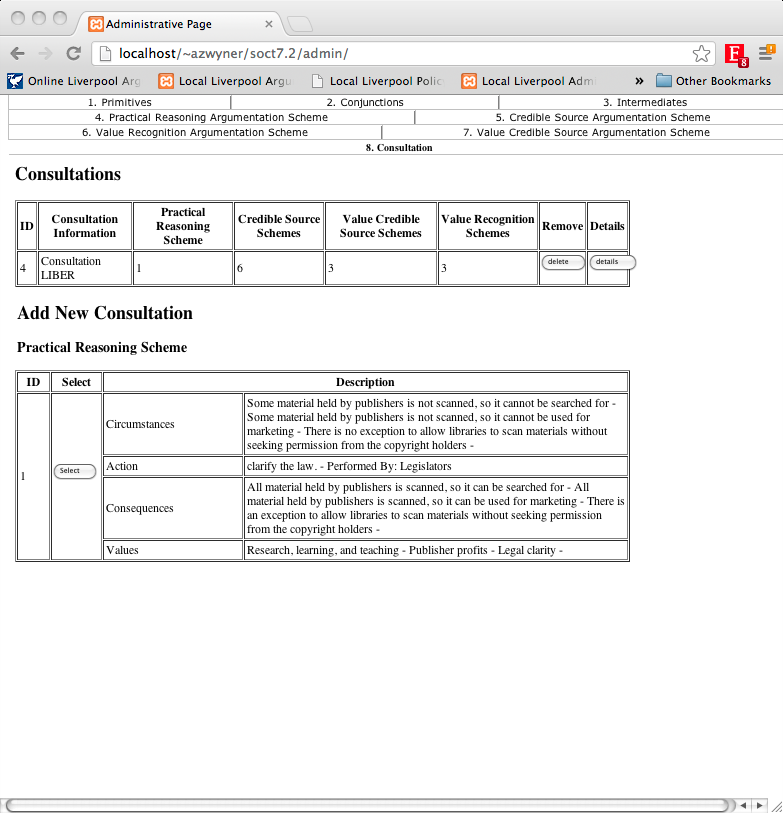 Administrative Page
localhost/~azwyner/soct7.2/admin/
8
Online Liverpool Arg
Local Liverpool Argu
Local Liverpool Polic
Local Liverpool Adm
»
Other Bookmarks
1. Primitives
2. Conjunctions
3. Intermediates
4. Practical Reasoning Argumentation Scheme
5. Credible Source Argumentation Scheme
6. Value Recognition Argumentation Scheme
7. Value Credible Source Argumentation Scheme
8. Consultation
Consultations
ID
Consultation
Information
Practical
Reasoning
Scheme
Credible Source
Schemes
Value Credible
Source Schemes
Value Recognition
Schemes
Remove
Details
4
Consultation
LIBER
1
6
3
3
delete
details
Add New Consultation
Practical Reasoning Scheme
ID
Select
Description
1
Select
Circumstances
Some material held by publishers is not scanned, so it cannot be searched for -
Some material held by publishers is not scanned, so it cannot be used for
marketing - There is no exception to allow libraries to scan materials without
seeking permission from the copyright holders -
Action
clarify the law. - Performed By: Legislators
Consequences
All material held by publishers is scanned, so it can be searched for - All
material held by publishers is scanned, so it can be used for marketing - There is
an exception to allow libraries to scan materials without seeking permission
from the copyright holders -
Values
Research, learning, and teaching - Publisher profits - Legal clarity -